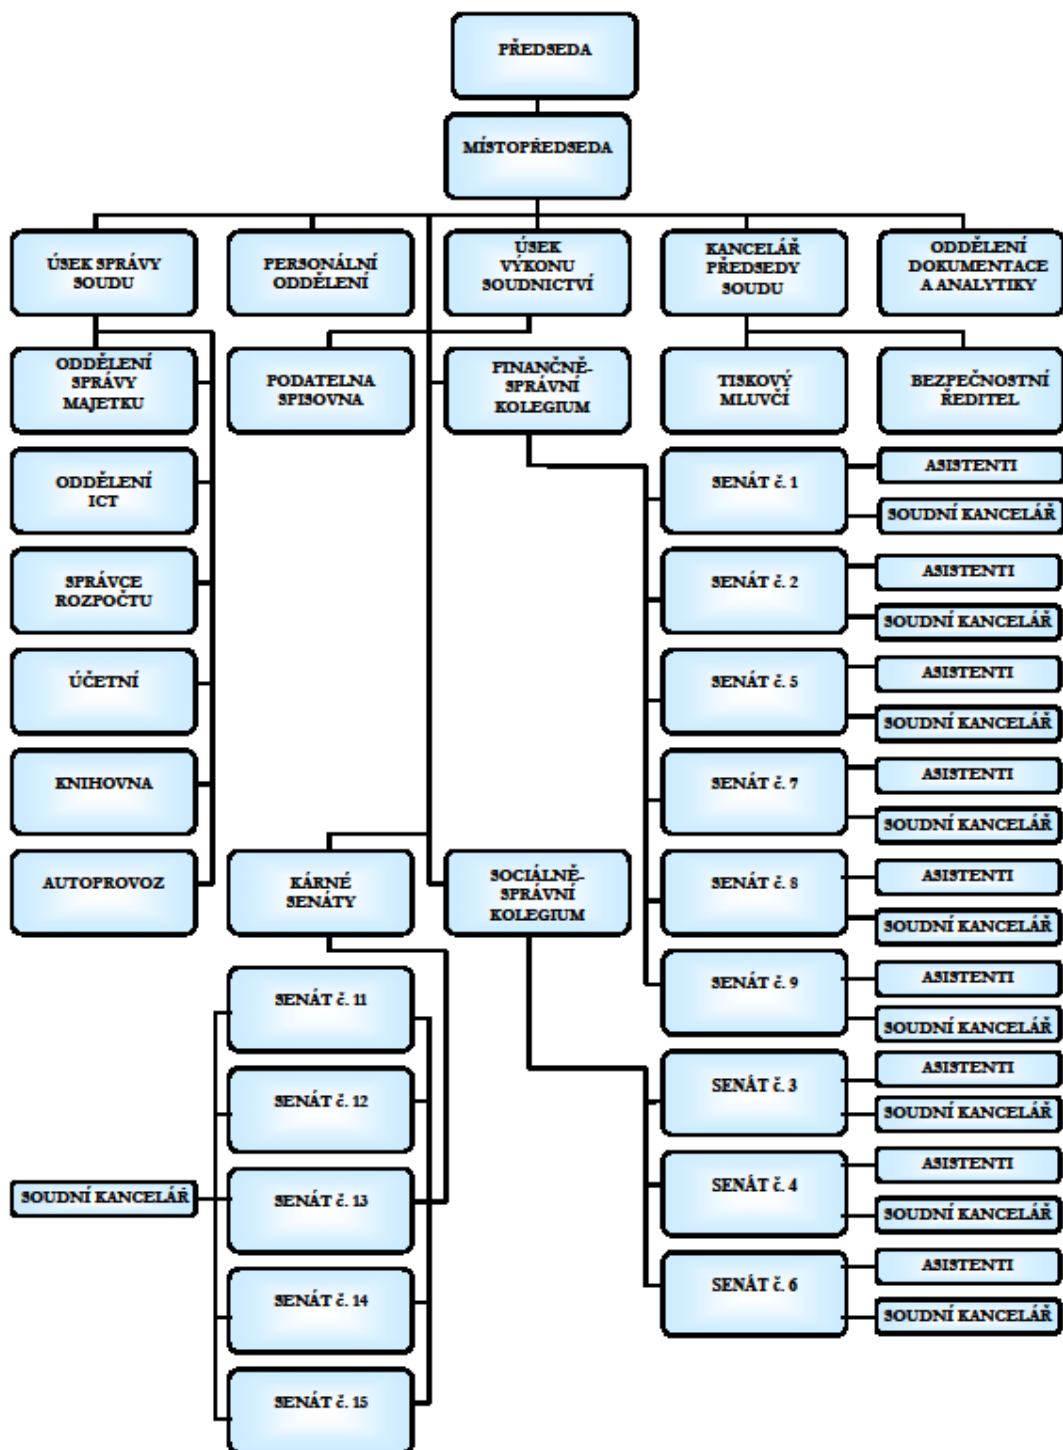 PŘEDSEDA
MÍSTOPŘEDSEDA
ÚSEK SPRÁVY
SOUDU
PERSONÁLNÍ
ODDĚLENÍ
ÚSEK
VÝKONU
SOUDNICTVÍ
KANCELÁŘ
PŘEDSEDY
SOUDU
ODDĚLENÍ
DOKUMENTACE
A ANALYTIKY
ODDĚLENÍ
SPRÁVY
MAJETKU
PODATELNA
SPISOVNA
FINANČNĚ-
SPRÁVNÍ
KOLEGIUM
TISKOVÝ
MLUVČÍ
BEZPEČNOSTNÍ
ŘEDITEL
ODDĚLENÍ
ICT
SENÁT č. 1
ASISTENTI
SOUDNÍ KANCELÁŘ
SPRÁVCE
ROZPOČTU
SENÁT č. 2
ASISTENTI
SOUDNÍ KANCELÁŘ
ÚČETNÍ
SENÁT č. 5
ASISTENTI
SOUDNÍ KANCELÁŘ
KNIHOVNA
SENÁT č. 7
ASISTENTI
SOUDNÍ KANCELÁŘ
AUTOPROVOZ
KÁRNÉ
SENÁTY
SOCIÁLNĚ-
SPRÁVNÍ
KOLEGIUM
SENÁT č. 8
ASISTENTI
SOUDNÍ KANCELÁŘ
SENÁT č. 11
SENÁT č. 9
ASISTENTI
SOUDNÍ KANCELÁŘ
SENÁT č. 12
SENÁT č. 3
ASISTENTI
SOUDNÍ KANCELÁŘ
SOUDNÍ KANCELÁŘ
SENÁT č. 13
SENÁT č. 4
ASISTENTI
SOUDNÍ KANCELÁŘ
SENÁT č. 14
SENÁT č. 6
ASISTENTI
SOUDNÍ KANCELÁŘ
SENÁT č. 15